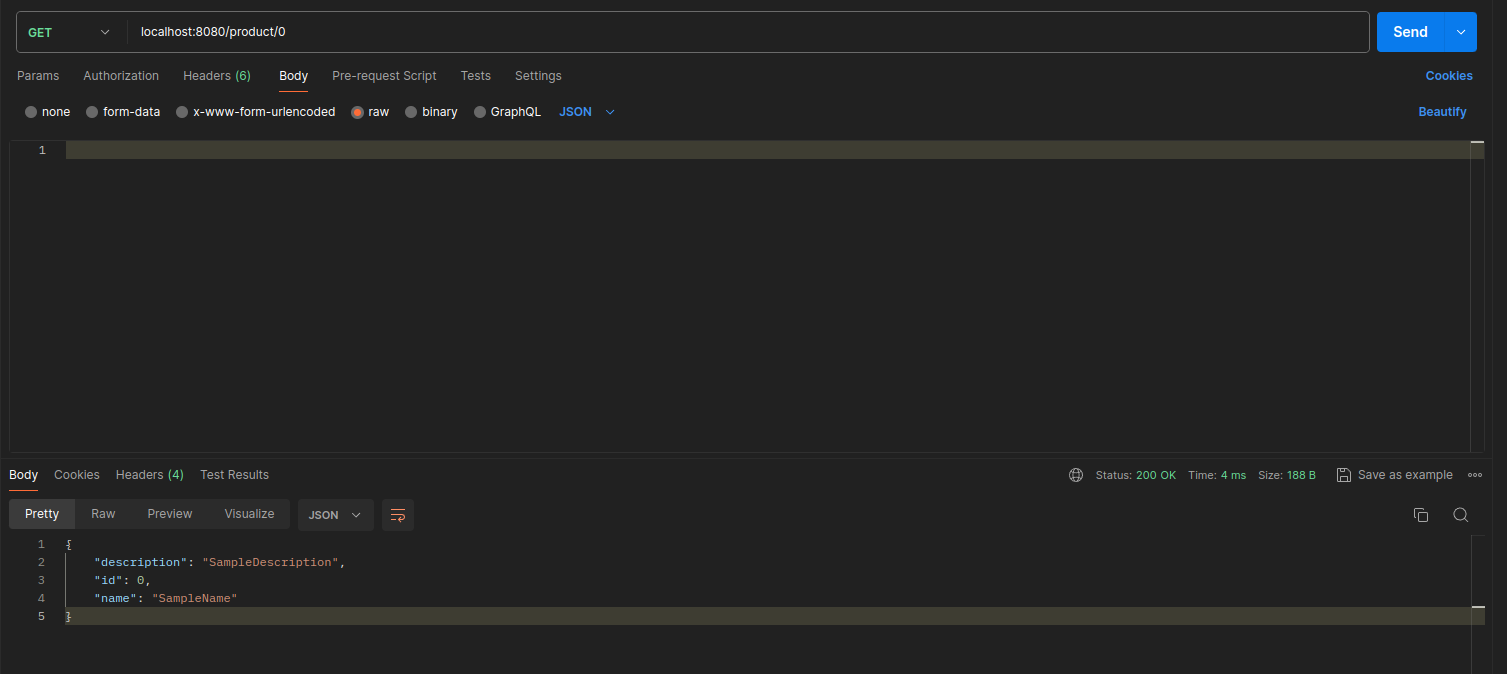 GET localhost:8080/product/0 Send
Params Authorization Headers (6) Body Pre-request Script Tests Settings Cookies
none form-data x-www-form-urlencoded raw binary GraphQL JSON Beautify
1
Body Cookies Headers (4) Test Results Status: 200 OK Time: 4 ms Size: 188 B Save as example
Pretty Raw Preview Visualize JSON
1 {
2 "description": "SampleDescription",
3 "id": 0,
4 "name": "SampleName"
5 }